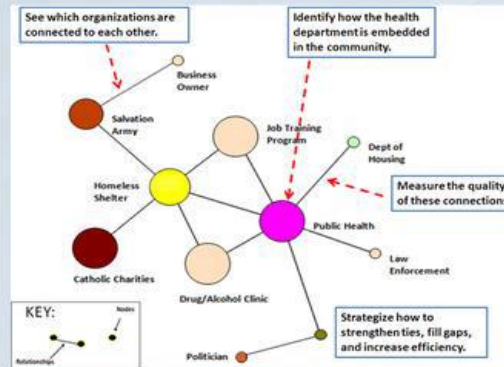 See which organizations are
connected to each other.
Identify how the health
department is embedded
in the community.
Business
Owner
Salvation
Army
Job Training
Program
Dept of
Housing
Homeless
Shelter
Measure the quality
of these connections
Public Health
Catholic Charities
Law
Enforcement
Drug/Alcohol Clinic
KEY:
Nodes
Relationships
Strategize how to
strengthen ties, fill gaps,
and increase efficiency.
Politician